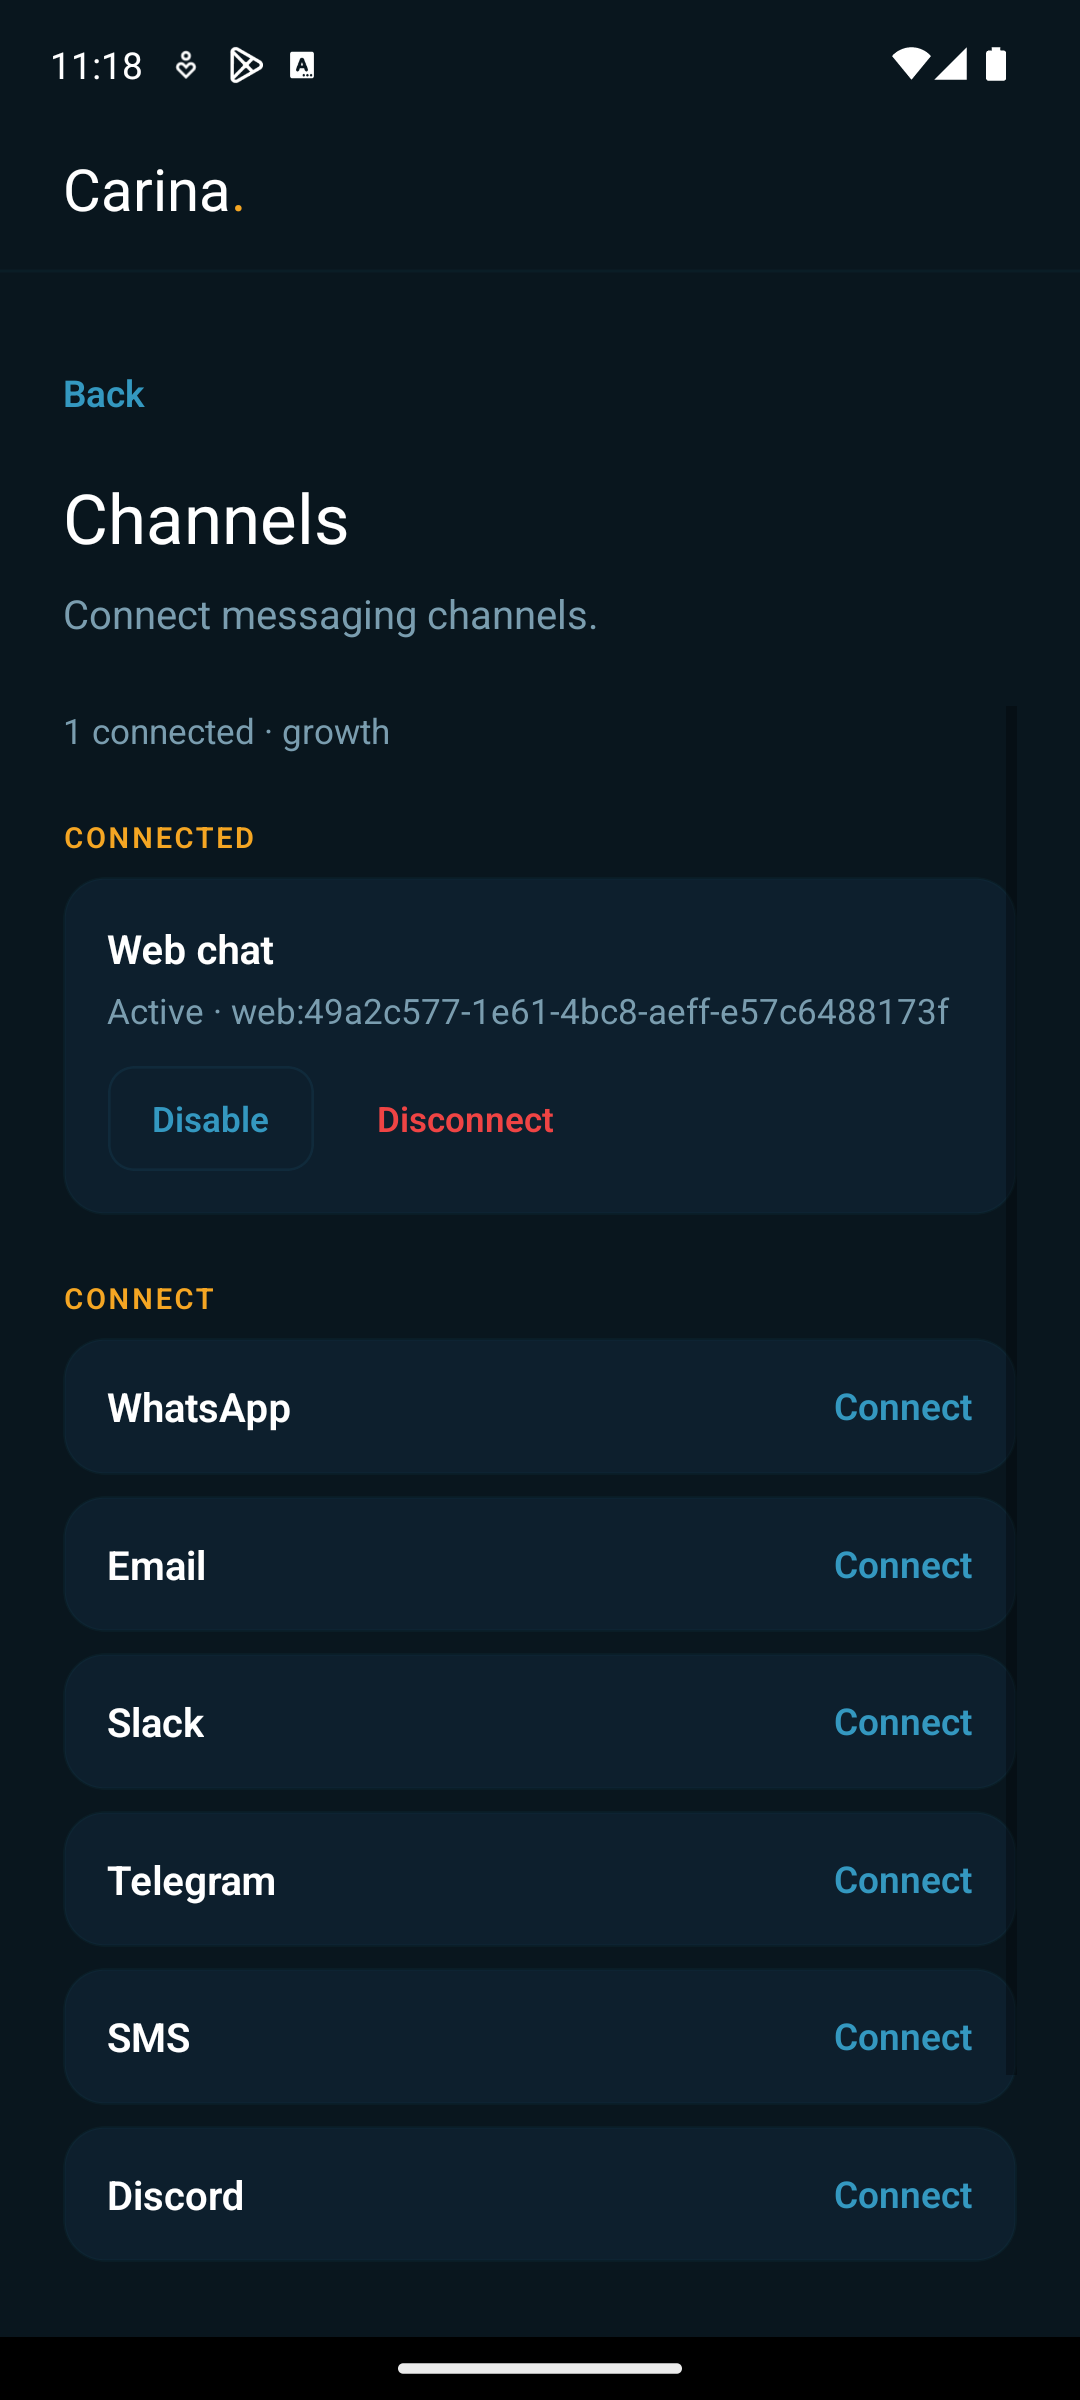 11:18
Carina.
Back
Channels
Connect messaging channels.
1 connected · growth
CONNECTED
Web chat
Active · web:49a2c577-1e61-4bc8-aeff-e57c6488173f
Disable Disconnect
CONNECT
WhatsApp Connect
Email Connect
Slack Connect
Telegram Connect
SMS Connect
Discord Connect